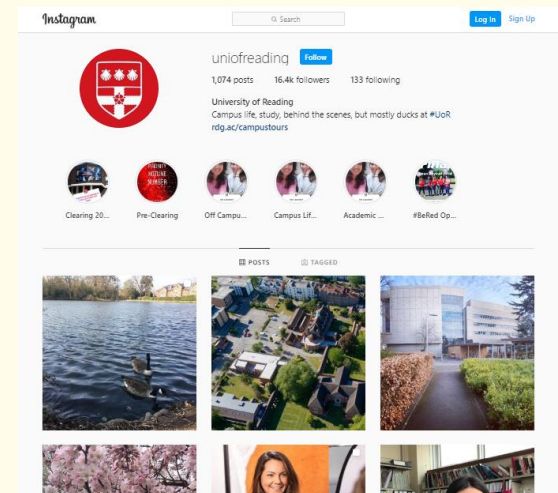 Instagram
Search
Log In
Sign Up
uniofreading
Follow
1,074 posts 16.4k followers 133 following
University of Reading
Campus life, study, behind the scenes, but mostly ducks at #UoR
rdg.ac/campustours
HOTLINE
NUMBER
Clearing 20...
Pre-Clearing
Off Campu...
Campus Lif...
Academic ...
#BeRed Op...
POSTS
TAGGED